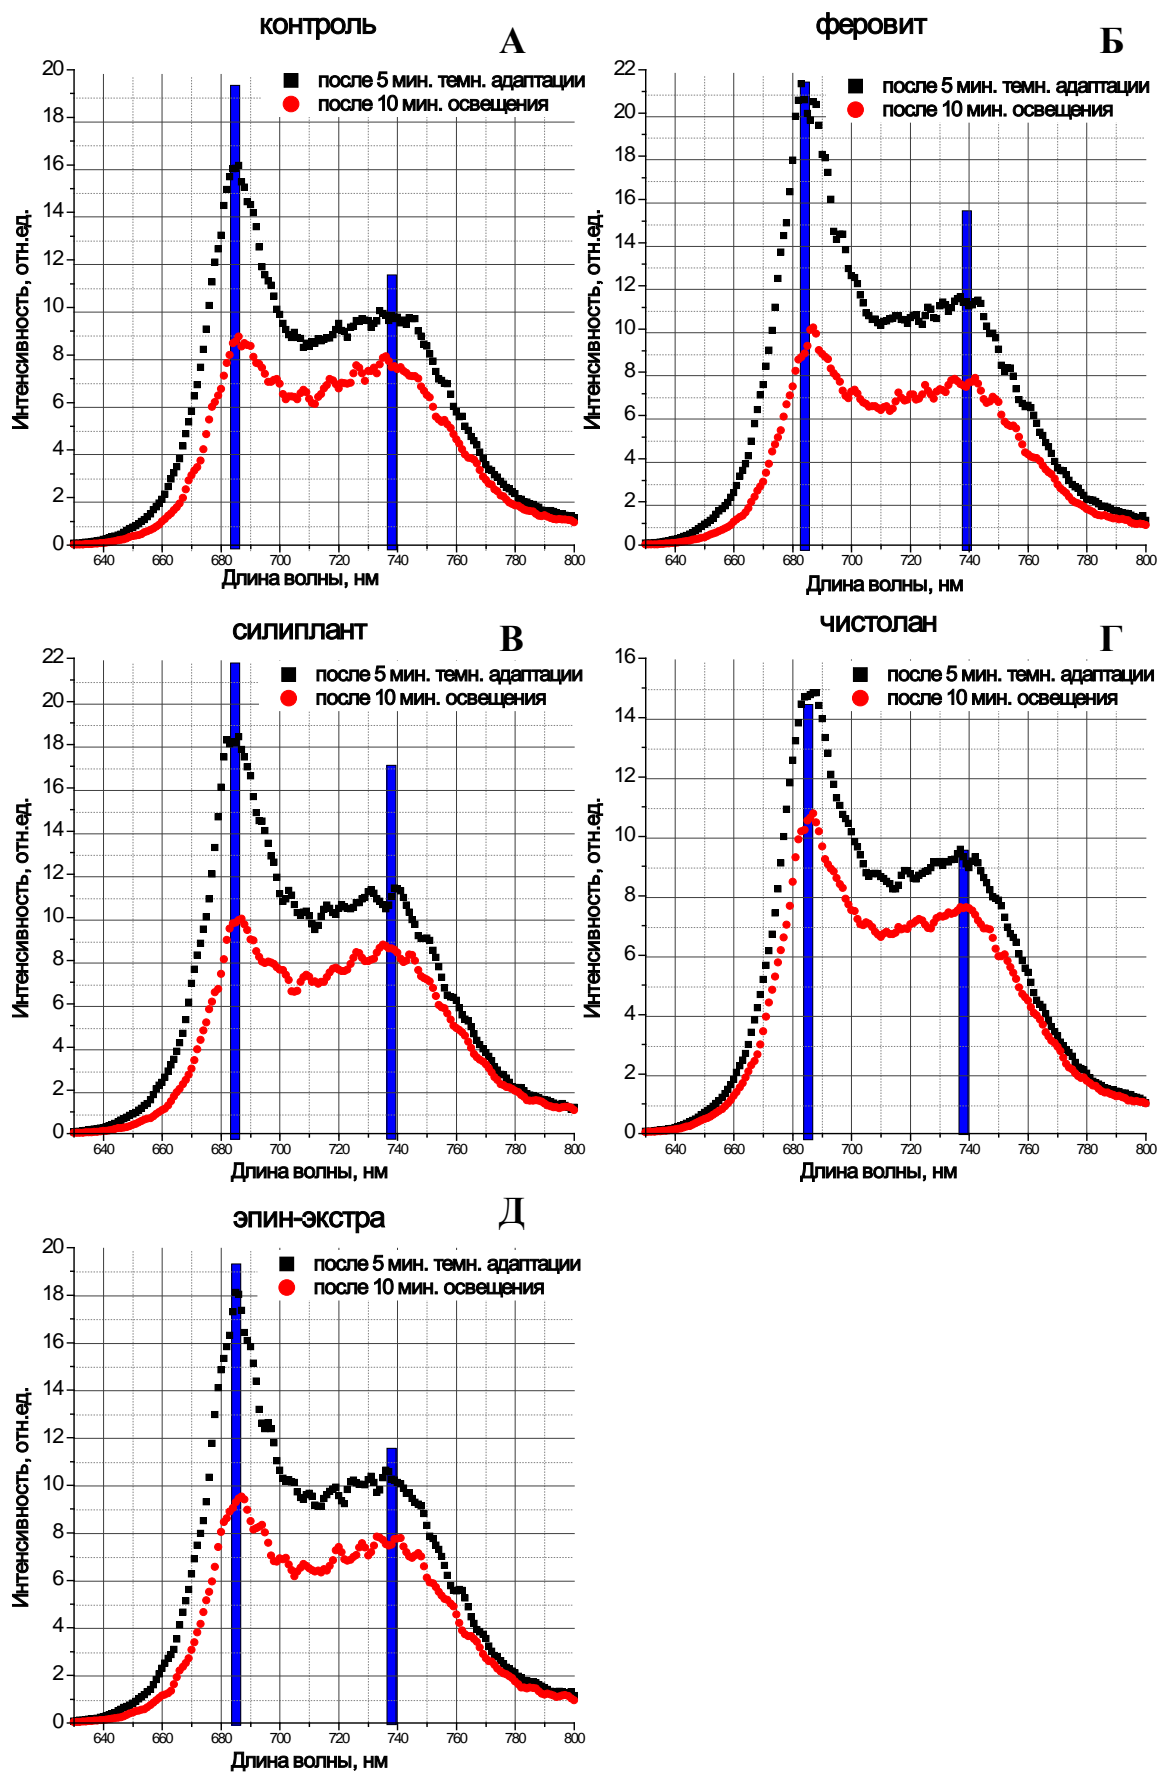 контроль
А
после 5 мин. темн. адаптации
после 10 мин. освещения
Интенсивность, отн.ед.
20
18
16
14
12
10
8
6
4
2
0
640 660 680 700 720 740 760 780 800
Длина волны, нм
феровит
Б
после 5 мин. темн. адаптации
после 10 мин. освещения
Интенсивность, отн.ед.
22
20
18
16
14
12
10
8
6
4
2
0
640 660 680 700 720 740 760 780 800
Длина волны, нм
силиплант
В
после 5 мин. темн. адаптации
после 10 мин. освещения
Интенсивность, отн.ед.
22
20
18
16
14
12
10
8
6
4
2
0
640 660 680 700 720 740 760 780 800
Длина волны, нм
чистолан
Г
после 5 мин. темн. адаптации
после 10 мин. освещения
Интенсивность, отн.ед.
16
14
12
10
8
6
4
2
0
640 660 680 700 720 740 760 780 800
Длина волны, нм
эпин-экстра
Д
после 5 мин. темн. адаптации
после 10 мин. освещения
Интенсивность, отн.ед.
20
18
16
14
12
10
8
6
4
2
0
640 660 680 700 720 740 760 780 800
Длина волны, нм